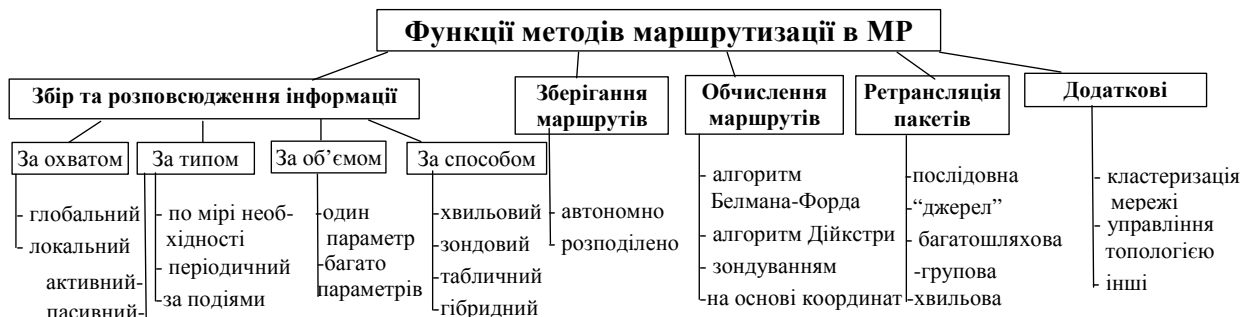 Функції методів маршрутизації в МР
Збір та розповсюдження інформації
Зберігання
маршрутів
Обчислення
маршрутів
Ретрансляція
пакетів
Додаткові
За охватом
За типом
За об’ємом
За способом
- глобальний
- локальний
активний-
пасивний-
- по мірі необ-
хідності
- періодичний
-за подіями
-один
параметр
-багато
параметрів
-хвильовий
- зондовий
- табличний
-гібридний
- автономно
- розподілено
- алгоритм
Белмана-Форда
- алгоритм Дійкстри
- зондуванням
-на основі координат
-послідовна
-“джерел”
- багатошляхова
-групова
-хвильова
- кластеризація
мережі
- управління
топологією
- інші